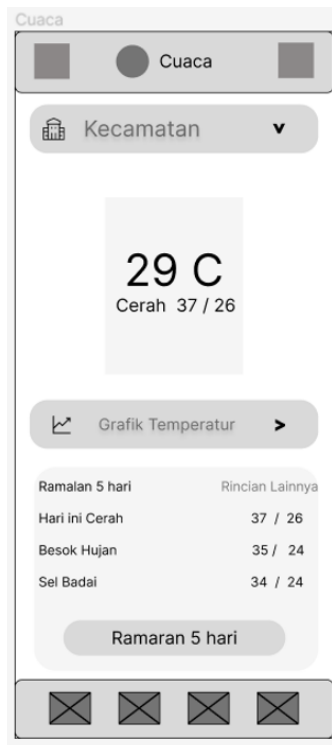 Cuaca
Cuaca
Kecamatan v
29 C
Cerah 37 / 26
Grafik Temperatur >
Ramalan 5 hari Rincian Lainnya
Hari ini Cerah 37 / 26
Besok Hujan 35 / 24
Sel Badai 34 / 24
Ramaran 5 hari